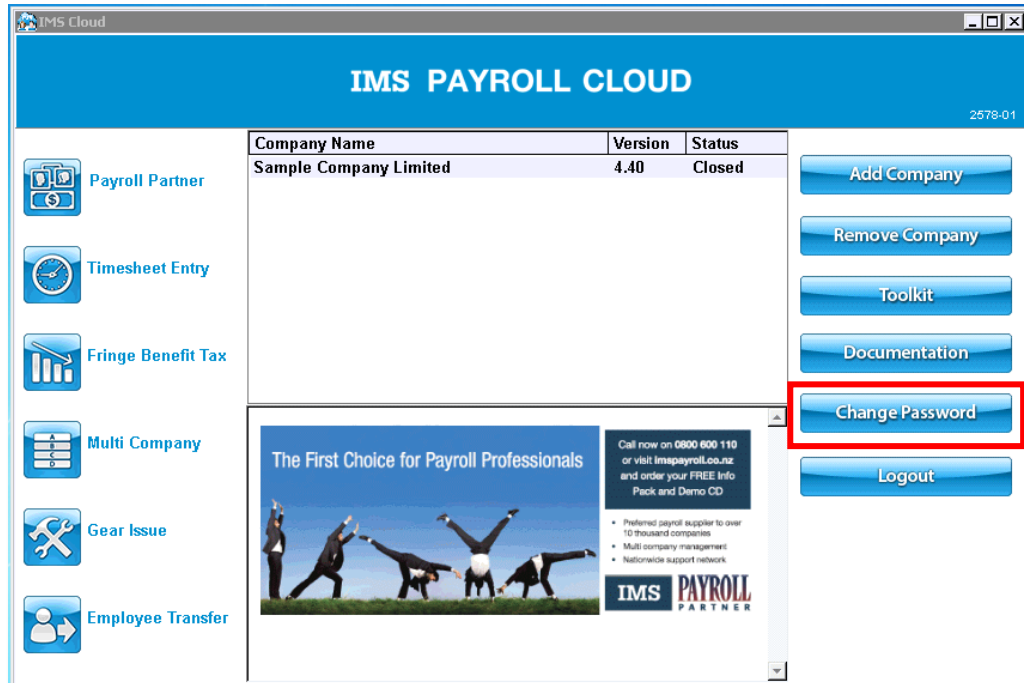 IMS Cloud
IMS PAYROLL CLOUD
2578-01
Payroll Partner
Timesheet Entry
Fringe Benefit Tax
Multi Company
Gear Issue
Employee Transfer
Company Name Version Status
Sample Company Limited 4.40 Closed
The First Choice for Payroll Professionals
Call now on 0800 600 110
or visit imspayroll.co.nz
and order your FREE Info
Pack and Demo CD
• Preferred payroll supplier to over
10 thousand companies
• Multi company management
• Nationwide support network
IMS PAYROLL
PARTNER
Add Company
Remove Company
Toolkit
Documentation
Change Password
Logout